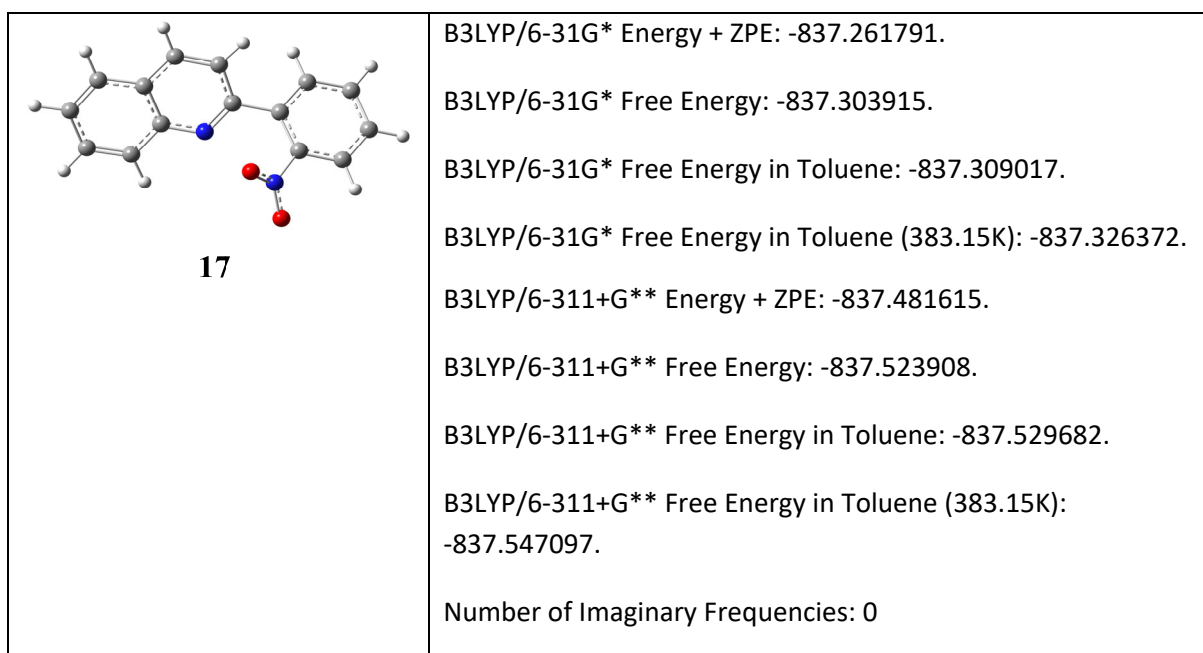 B3LYP/6-31G* Energy + ZPE: -837.261791.
B3LYP/6-31G* Free Energy: -837.303915.
B3LYP/6-31G* Free Energy in Toluene: -837.309017.
B3LYP/6-31G* Free Energy in Toluene (383.15K): -837.326372.
17
B3LYP/6-311+G** Energy + ZPE: -837.481615.
B3LYP/6-311+G** Free Energy: -837.523908.
B3LYP/6-311+G** Free Energy in Toluene: -837.529682.
B3LYP/6-311+G** Free Energy in Toluene (383.15K):
-837.547097.
Number of Imaginary Frequencies: 0